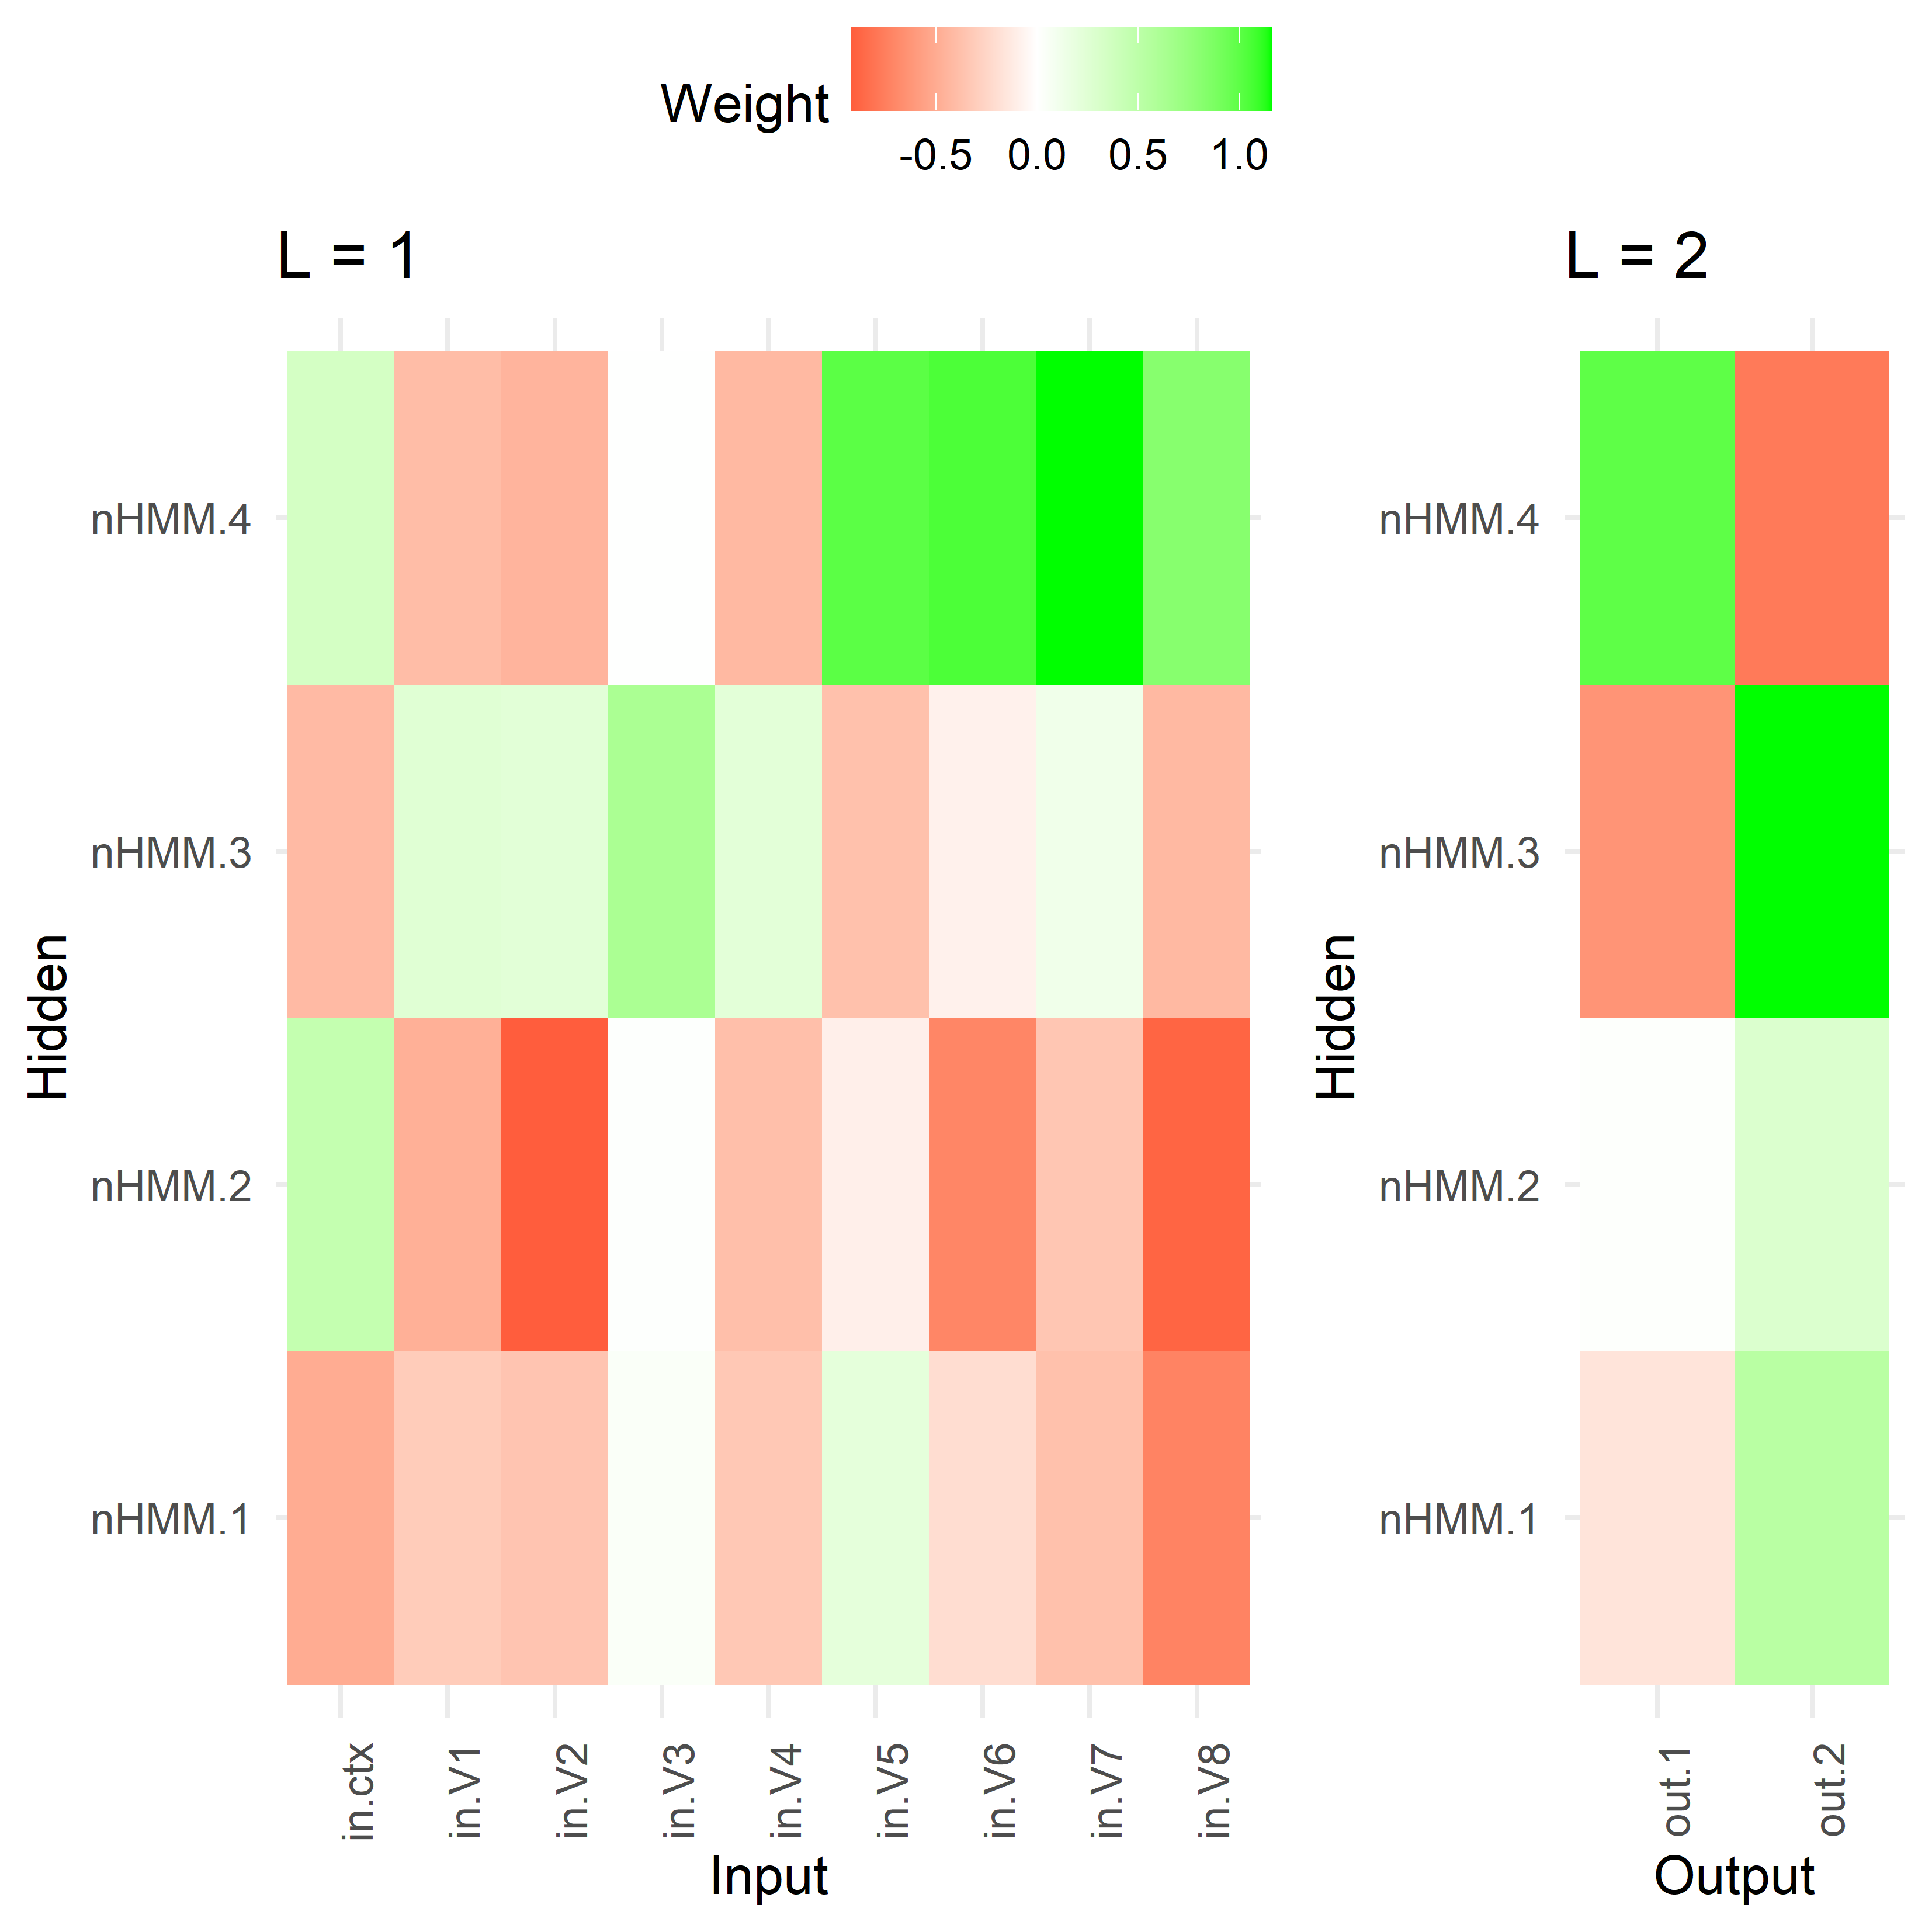 Weight
-0.5 0.0 0.5 1.0
L = 1
L = 2
Hidden
nHMM.4
nHMM.3
nHMM.2
nHMM.1
in.ctx in.V1 in.V2 in.V3 in.V4 in.V5 in.V6 in.V7 in.V8
Input
Hidden
nHMM.4
nHMM.3
nHMM.2
nHMM.1
out.1 out.2
Output